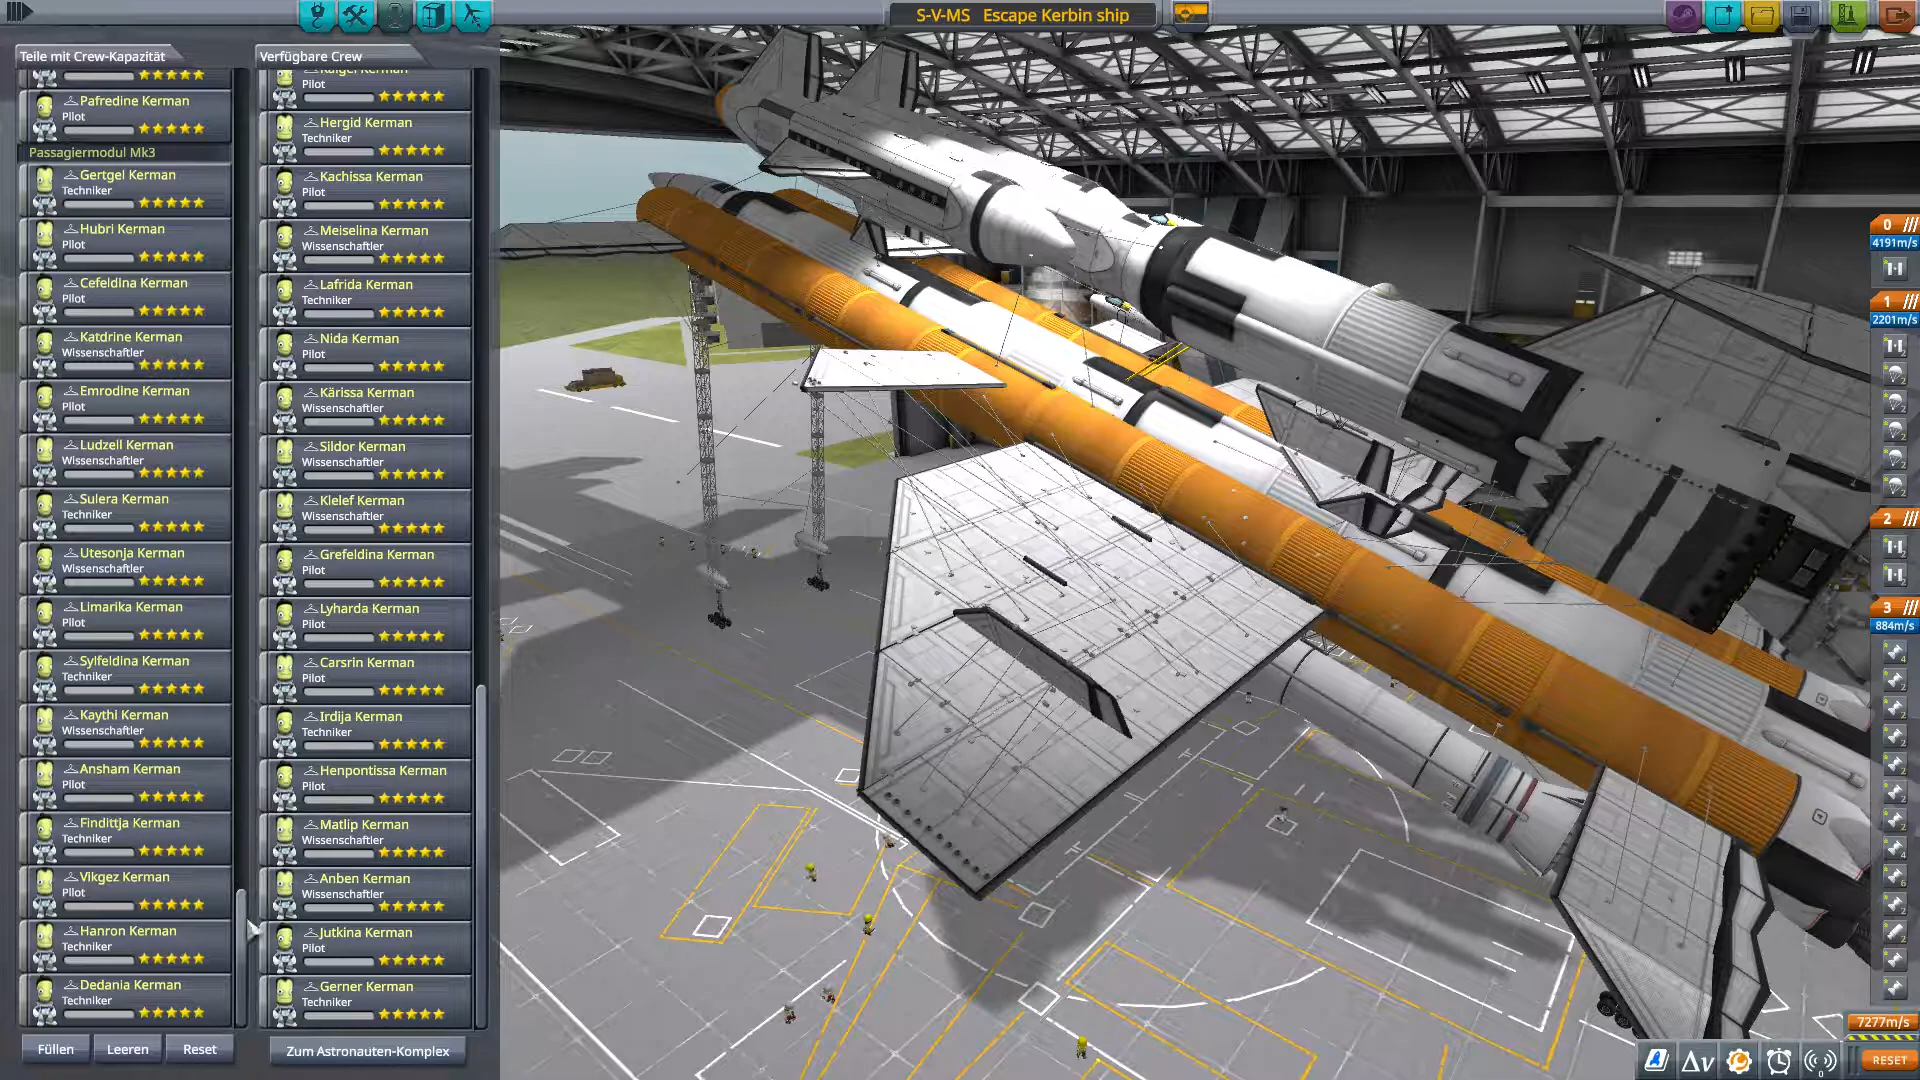 S-V-MS Escape Kerbin ship
Teile mit Crew-Kapazität
Pafredine Kerman
Pilot
Passagiermodul Mk3
Gertgel Kerman
Techniker
Hubri Kerman
Pilot
Cefeldina Kerman
Pilot
Katdrine Kerman
Wissenschaftler
Emrodine Kerman
Pilot
Ludzell Kerman
Wissenschaftler
Sulera Kerman
Techniker
Utesonja Kerman
Wissenschaftler
Limarika Kerman
Pilot
Sylfeldina Kerman
Techniker
Kaythi Kerman
Wissenschaftler
Ansham Kerman
Pilot
Findittja Kerman
Techniker
Vikgez Kerman
Pilot
Hanron Kerman
Techniker
Dedania Kerman
Techniker
Füllen
Leeren
Reset
Verfügbare Crew
Pilot
Hergid Kerman
Techniker
Kachissa Kerman
Pilot
Meiselina Kerman
Wissenschaftler
Lafrida Kerman
Techniker
Nida Kerman
Pilot
Kärissa Kerman
Wissenschaftler
Sildor Kerman
Wissenschaftler
Klelef Kerman
Wissenschaftler
Grefeldina Kerman
Pilot
Lyharda Kerman
Pilot
Carsrin Kerman
Pilot
Irdija Kerman
Techniker
Henpontissa Kerman
Pilot
Matlip Kerman
Wissenschaftler
Anben Kerman
Wissenschaftler
Jutkina Kerman
Pilot
Gerner Kerman
Techniker
Zum Astronauten-Komplex
0
4191m/s
1
2201m/s
2
3
884m/s
7277m/s
Δv
RESET